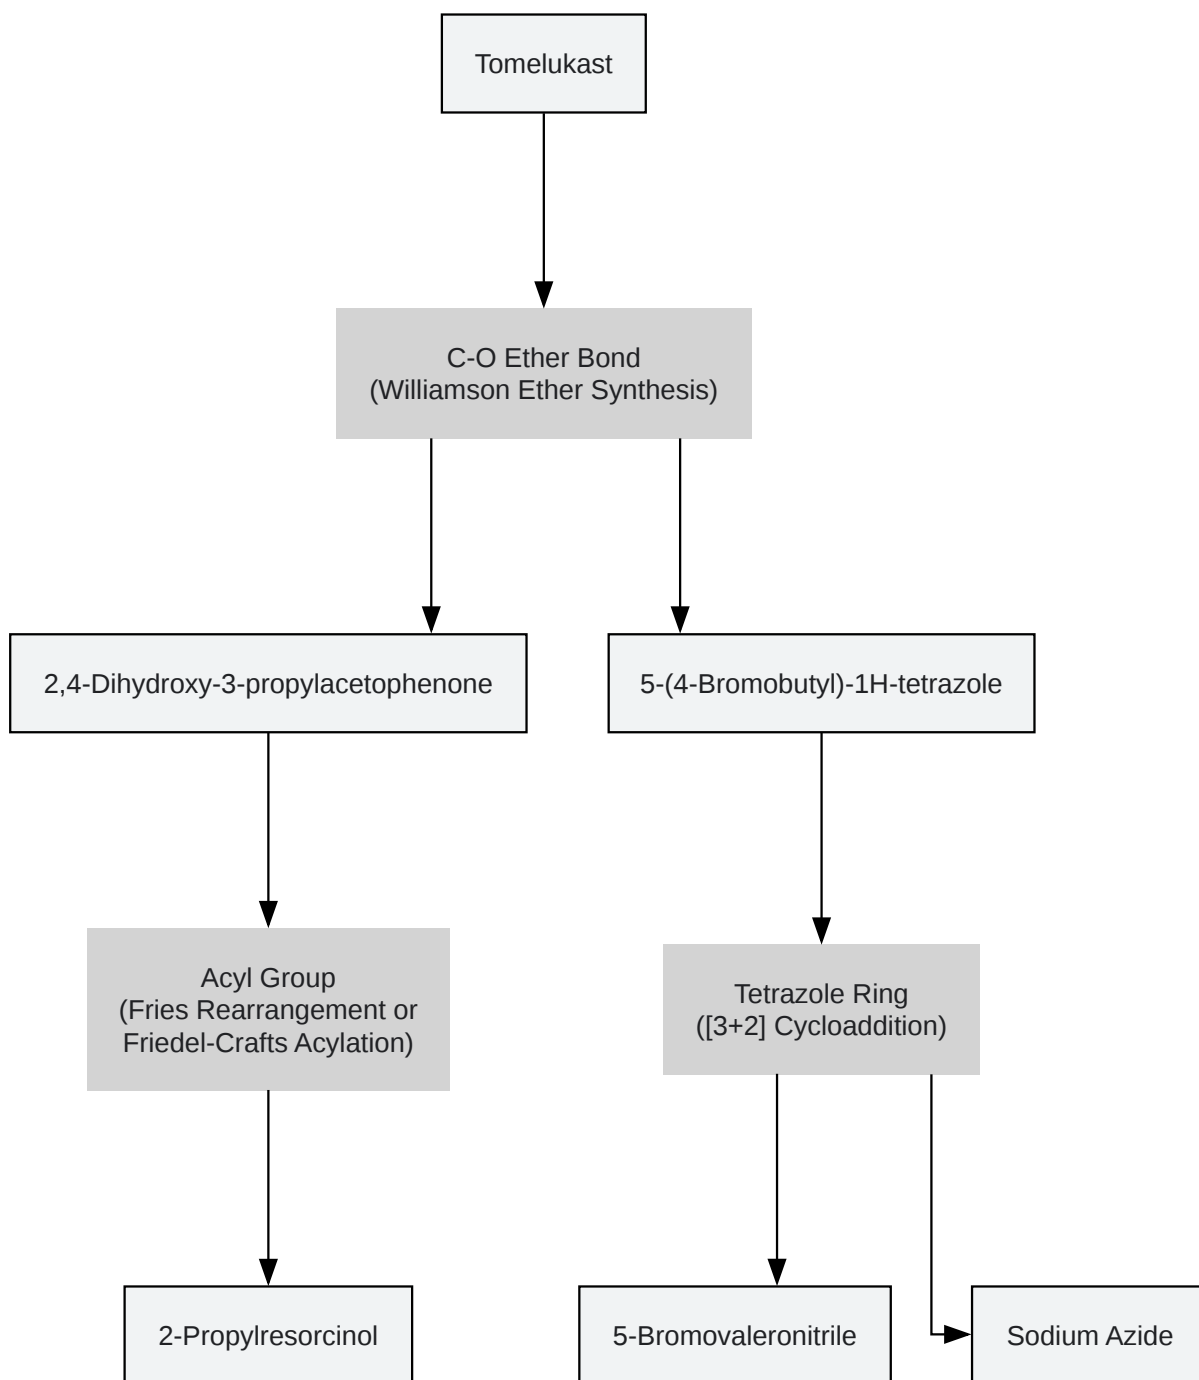 Tomelukast
C-O Ether Bond
(Williamson Ether Synthesis)
2,4-Dihydroxy-3-propylacetophenone
5-(4-Bromobutyl)-1H-tetrazole
Acyl Group
(Fries Rearrangement or
Friedel-Crafts Acylation)
Tetrazole Ring
([3+2] Cycloaddition)
2-Propylresorcinol
5-Bromovaleronitrile
Sodium Azide